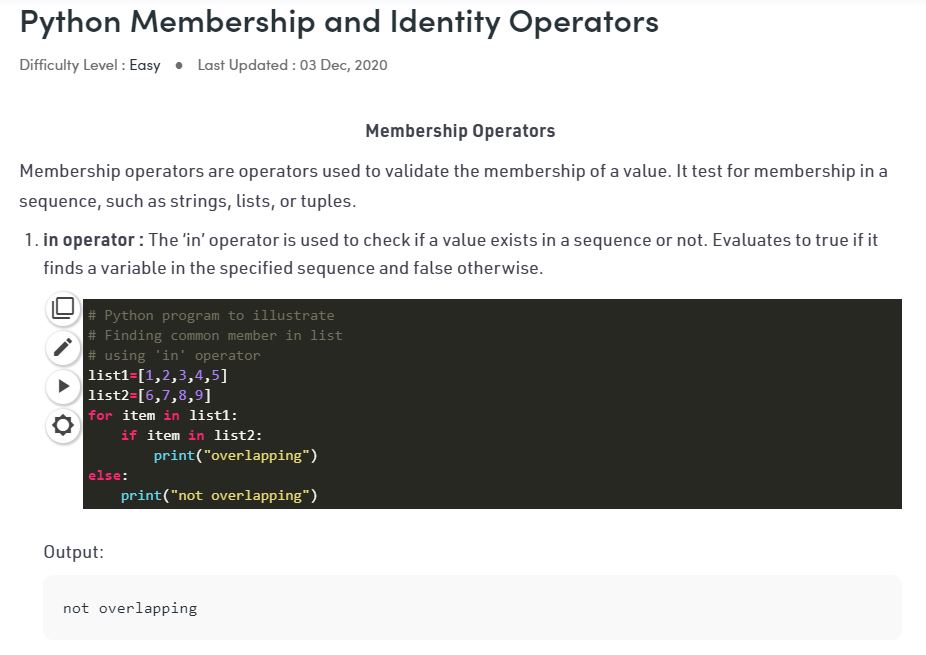 Python Membership and Identity Operators
Difficulty Level : Easy ● Last Updated : 03 Dec, 2020
Membership Operators
Membership operators are operators used to validate the membership of a value. It test for membership in a
sequence, such as strings, lists, or tuples.
1. in operator : The ‘in’ operator is used to check if a value exists in a sequence or not. Evaluates to true if it
finds a variable in the specified sequence and false otherwise.
# Python program to illustrate
# Finding common member in list
# using 'in' operator
list1=[1,2,3,4,5]
list2=[6,7,8,9]
for item in list1:
    if item in list2:
        print("overlapping")
else:
    print("not overlapping")
Output:
not overlapping